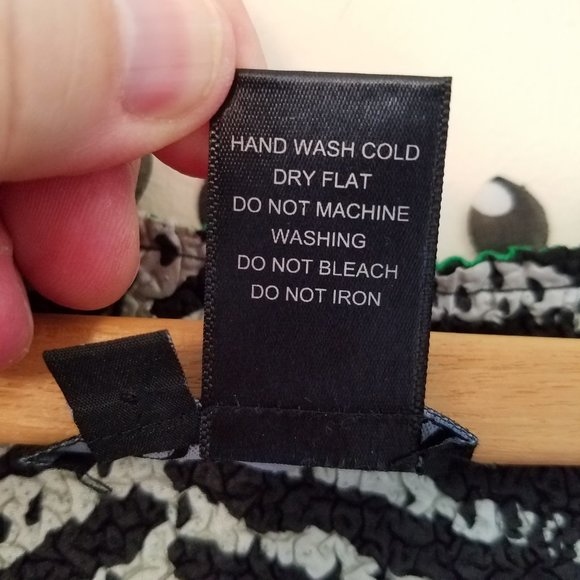 HAND WASH COLD
DRY FLAT
DO NOT MACHINE
WASHING
DO NOT BLEACH
DO NOT IRON